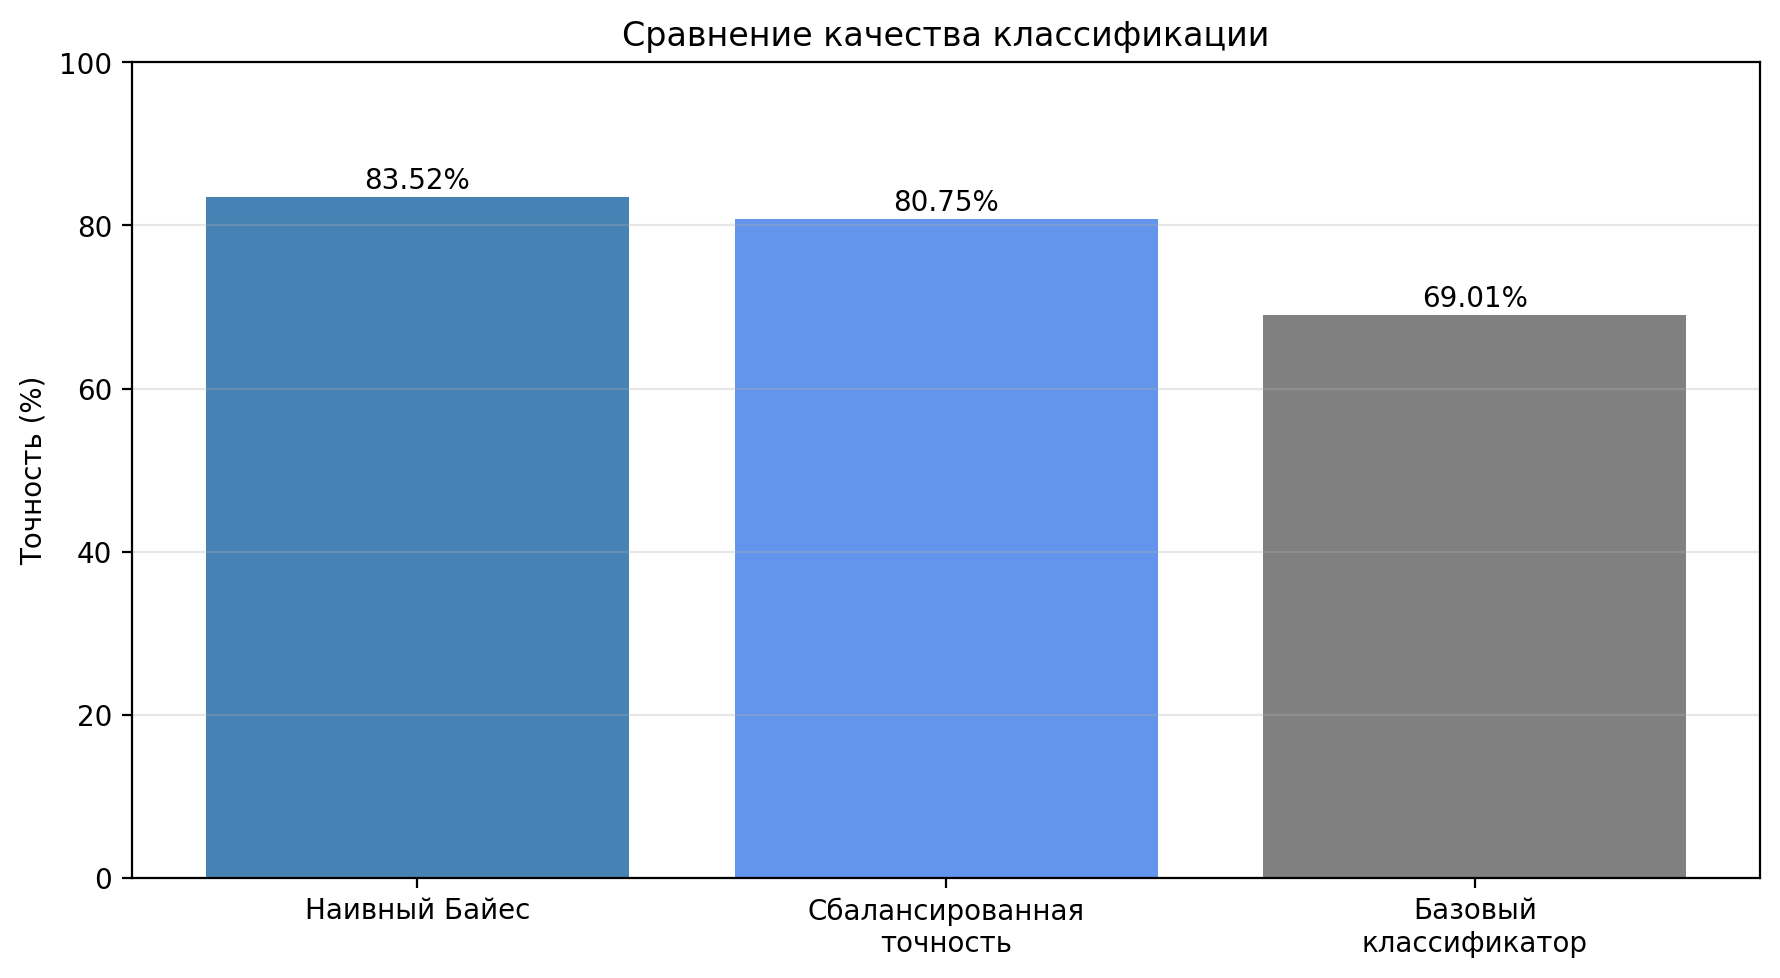 Сравнение качества классификации
Точность (%)
100
80
60
40
20
0
83.52%
80.75%
69.01%
Наивный Байес
Сбалансированная
точность
Базовый
классификатор